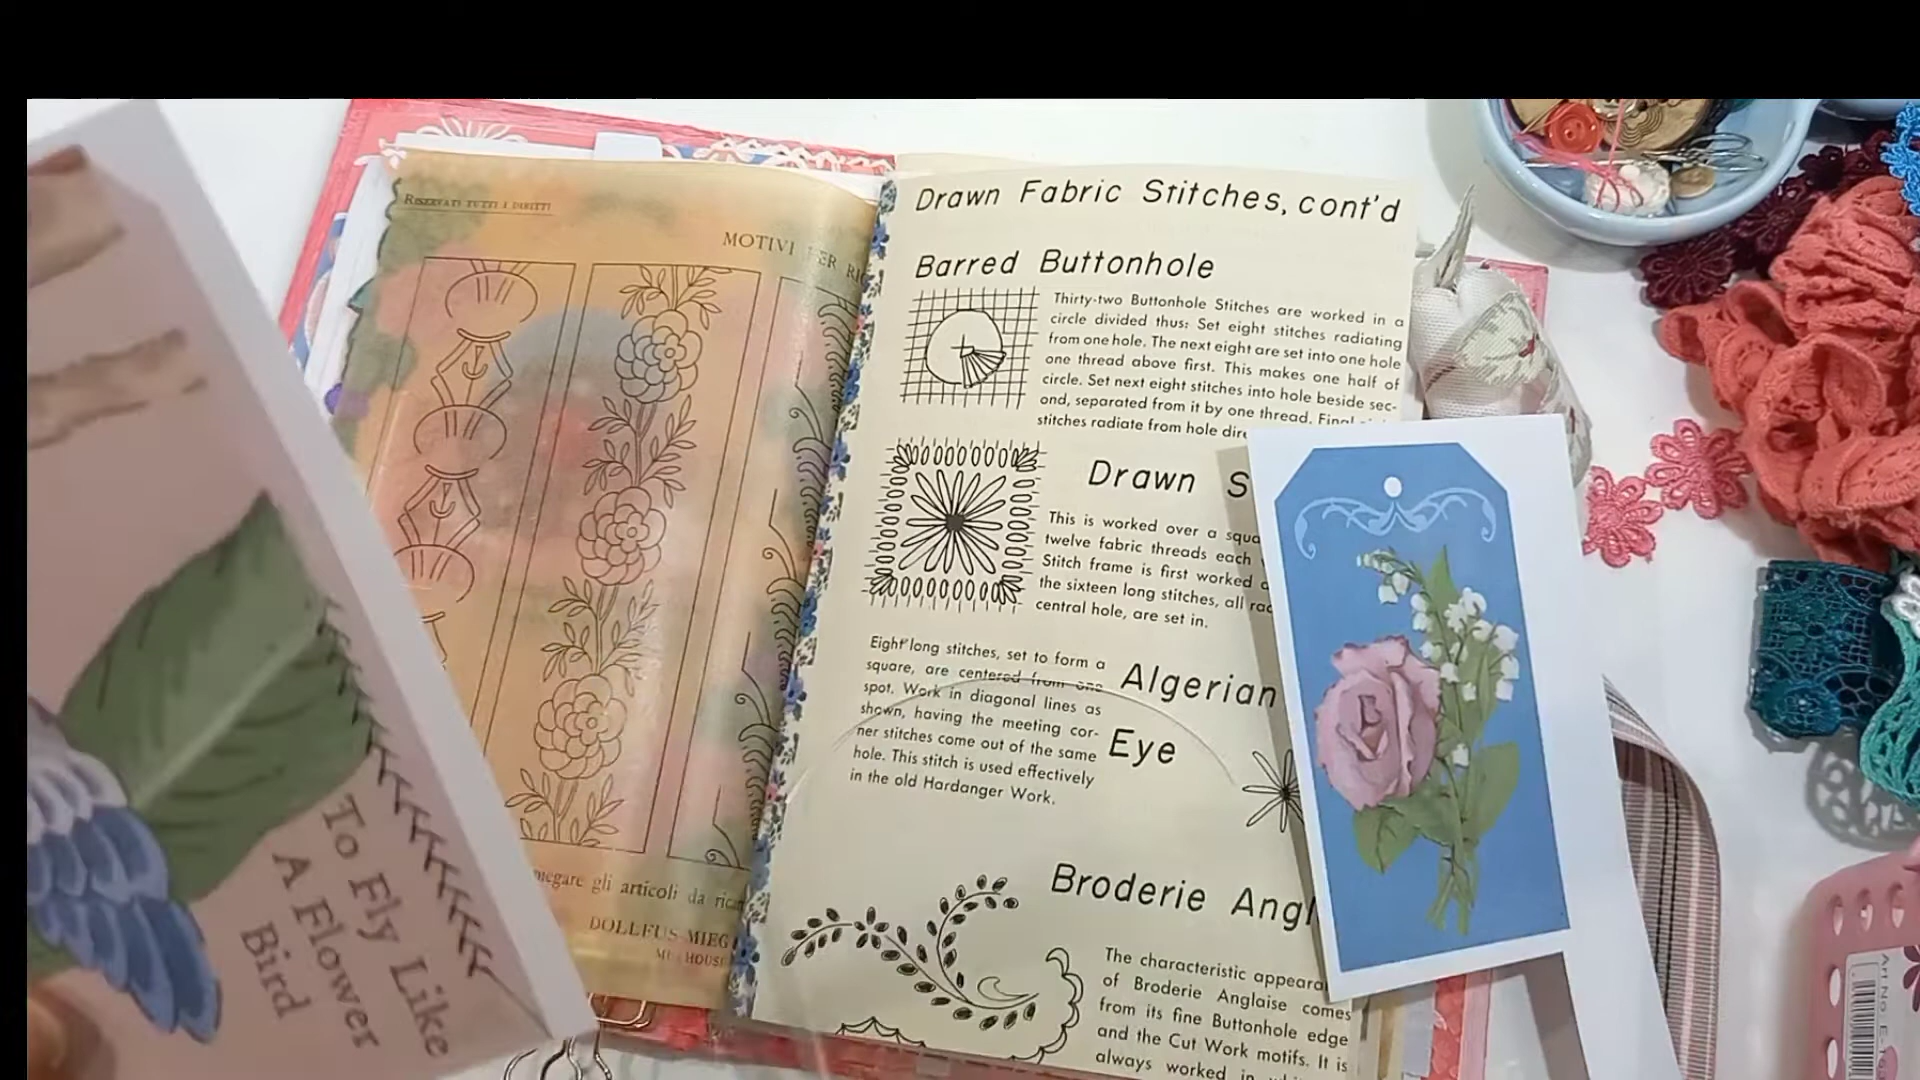 RISERVATI TUTTI I DIRITTI
MOTIVI PER
megare gli articoli da
DOLLFUS-MIEG
Drawn Fabric Stitches, cont'd
Barred Buttonhole
Thirty-two Buttonhole Stitches are worked in a
circle divided thus: Set eight stitches radiating
from one hole. The next eight are set into one hole
one thread above first. This makes one half of
circle. Set next eight stitches into hole beside sec-
ond, separated from it by one thread.
stitches radiate from hole
Drawn S
This is worked over a
twelve fabric threads each
Stitch frame is first worked
the sixteen long stitches, all
central hole, are set in.
Eight long stitches, set to form a
square, are centered from one
spot. Work in diagonal lines as
shown, having the meeting cor-
ner stitches come out of the same
hole. This stitch is used effectively
in the old Hardanger Work.
Algerian
Eye
Broderie Angl
The characteristic
of Broderie Anglaise comes
from its fine Buttonhole edge
and the Cut Work motifs. It is
always worked in
To Fly Like
A Flower
Bird
Art No